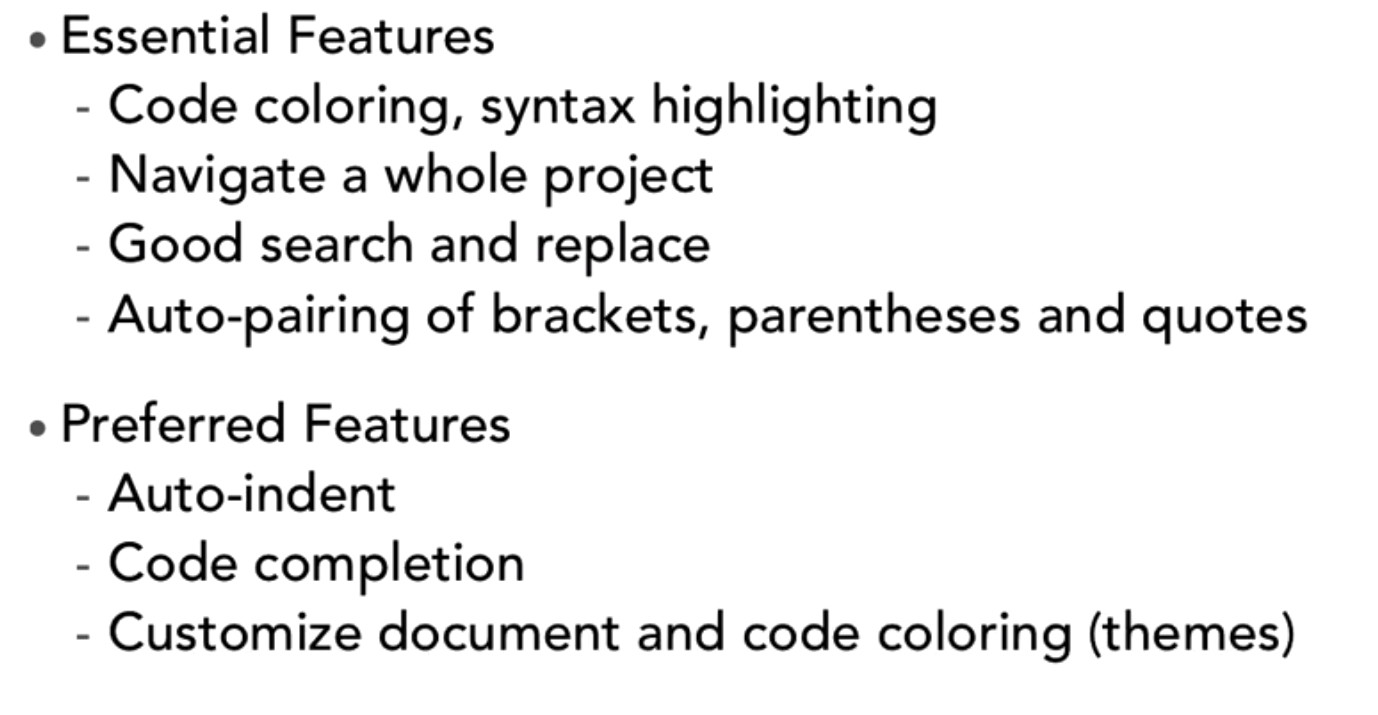 • Essential Features
- Code coloring, syntax highlighting
- Navigate a whole project
- Good search and replace
- Auto-pairing of brackets, parentheses and quotes
• Preferred Features
- Auto-indent
- Code completion
- Customize document and code coloring (themes)